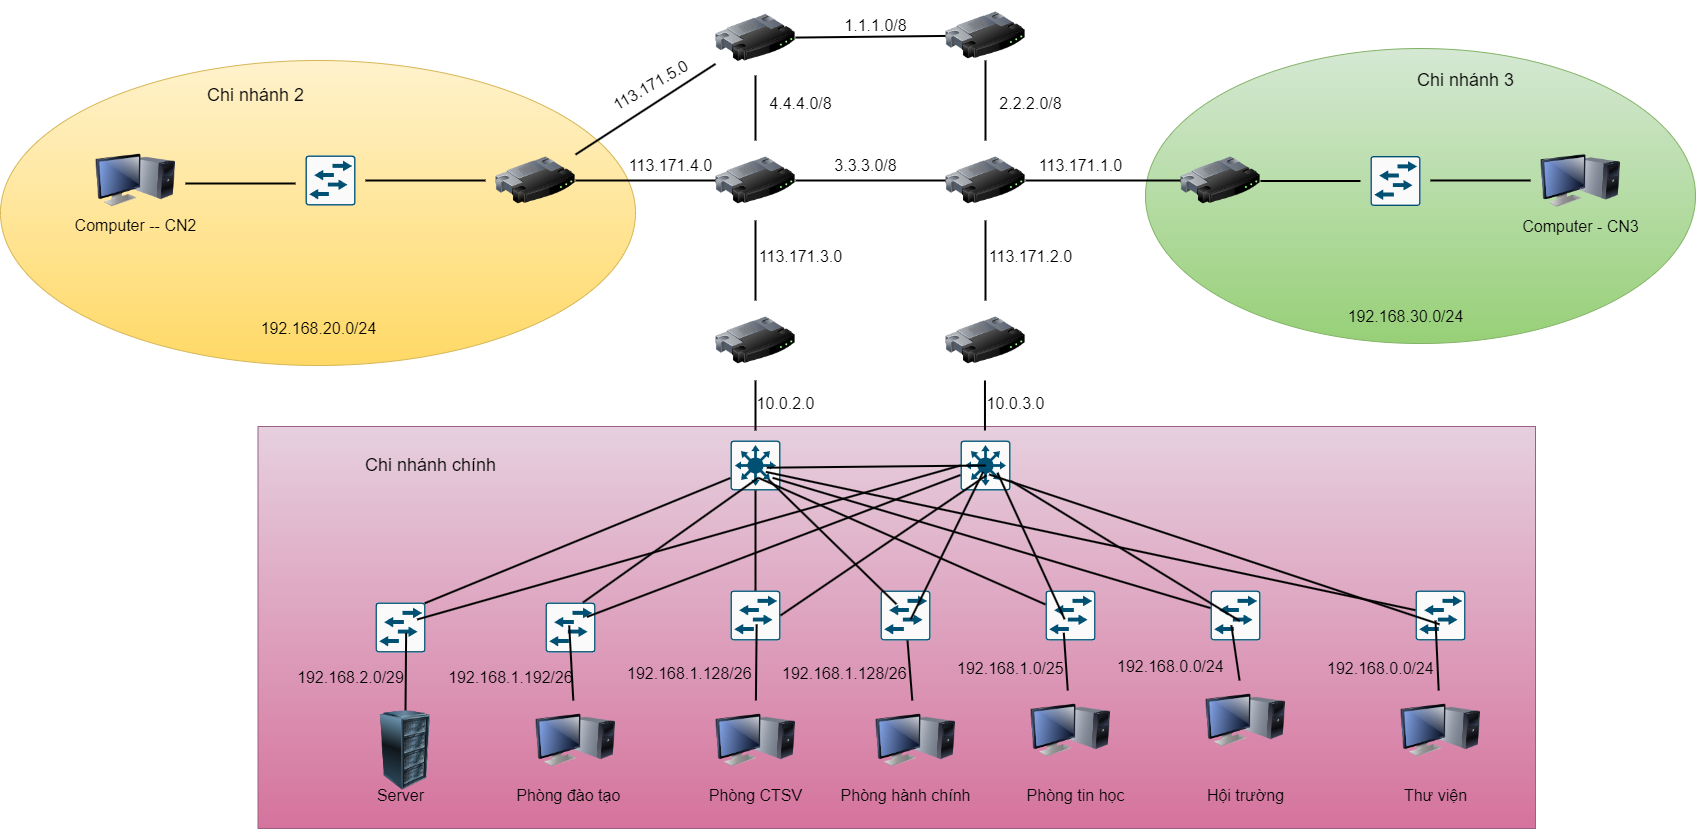 1.1.1.0/8
113.171.5.0
Chi nhánh 2
Chi nhánh 3
4.4.4.0/8
2.2.2.0/8
113.171.4.0
3.3.3.0/8
113.171.1.0
Computer -- CN2
Computer - CN3
113.171.3.0
113.171.2.0
192.168.20.0/24
192.168.30.0/24
10.0.2.0
10.0.3.0
Chi nhánh chính
192.168.2.0/29
192.168.1.192/26
192.168.1.128/26
192.168.1.128/26
192.168.1.0/25
192.168.0.0/24
192.168.0.0/24
Server
Phòng đào tạo
Phòng CTSV
Phòng hành chính
Phòng tin học
Hội trường
Thư viện